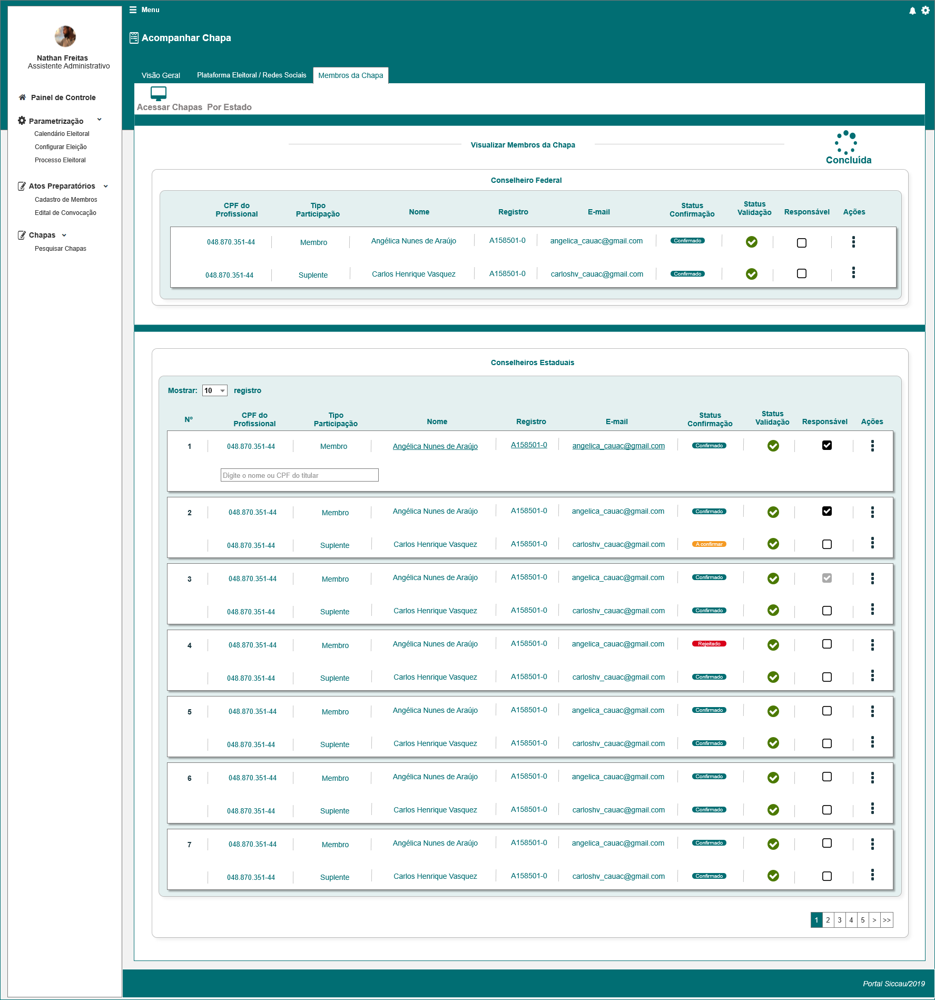 Menu
Acompanhar Chapa
Nathan Freitas
Assistente Administrativo
Painel de Controle
Parametrização
Calendário Eleitoral
Configurar Eleição
Processo Eleitoral
Atos Preparatórios
Cadastro de Membros
Edital de Convocação
Chapas
Pesquisar Chapas
Visão Geral Plataforma Eleitoral / Redes Sociais Membros da Chapa
Acessar Chapas Por Estado
Visualizar Membros da Chapa
Concluída
Conselheiro Federal
CPF do Profissional Tipo Participação Nome Registro E-mail Status Confirmação Status Validação Responsável Ações
048.870.351-44 Membro Angélica Nunes de Araújo A158501-0 angelica_cauac@gmail.com Confirmado
048.870.351-44 Suplente Carlos Henrique Vasquez A158501-0 carloshv_cauac@gmail.com Confirmado
Conselheiros Estaduais
Mostrar: 10 registro
Nº CPF do Profissional Tipo Participação Nome Registro E-mail Status Confirmação Status Validação Responsável Ações
1 048.870.351-44 Membro Angélica Nunes de Araújo A158501-0 angelica_cauac@gmail.com Confirmado
Digite o nome ou CPF do titular
2 048.870.351-44 Membro Angélica Nunes de Araújo A158501-0 angelica_cauac@gmail.com Confirmado
048.870.351-44 Suplente Carlos Henrique Vasquez A158501-0 carloshv_cauac@gmail.com A confirmar
3 048.870.351-44 Membro Angélica Nunes de Araújo A158501-0 angelica_cauac@gmail.com Confirmado
048.870.351-44 Suplente Carlos Henrique Vasquez A158501-0 carloshv_cauac@gmail.com Confirmado
4 048.870.351-44 Membro Angélica Nunes de Araújo A158501-0 angelica_cauac@gmail.com Rejeitado
048.870.351-44 Suplente Carlos Henrique Vasquez A158501-0 carloshv_cauac@gmail.com Confirmado
5 048.870.351-44 Membro Angélica Nunes de Araújo A158501-0 angelica_cauac@gmail.com Confirmado
048.870.351-44 Suplente Carlos Henrique Vasquez A158501-0 carloshv_cauac@gmail.com Confirmado
6 048.870.351-44 Membro Angélica Nunes de Araújo A158501-0 angelica_cauac@gmail.com Confirmado
048.870.351-44 Suplente Carlos Henrique Vasquez A158501-0 carloshv_cauac@gmail.com Confirmado
7 048.870.351-44 Membro Angélica Nunes de Araújo A158501-0 angelica_cauac@gmail.com Confirmado
048.870.351-44 Suplente Carlos Henrique Vasquez A158501-0 carloshv_cauac@gmail.com Confirmado
1 2 3 4 5 > >>
Portal Siccau/2019